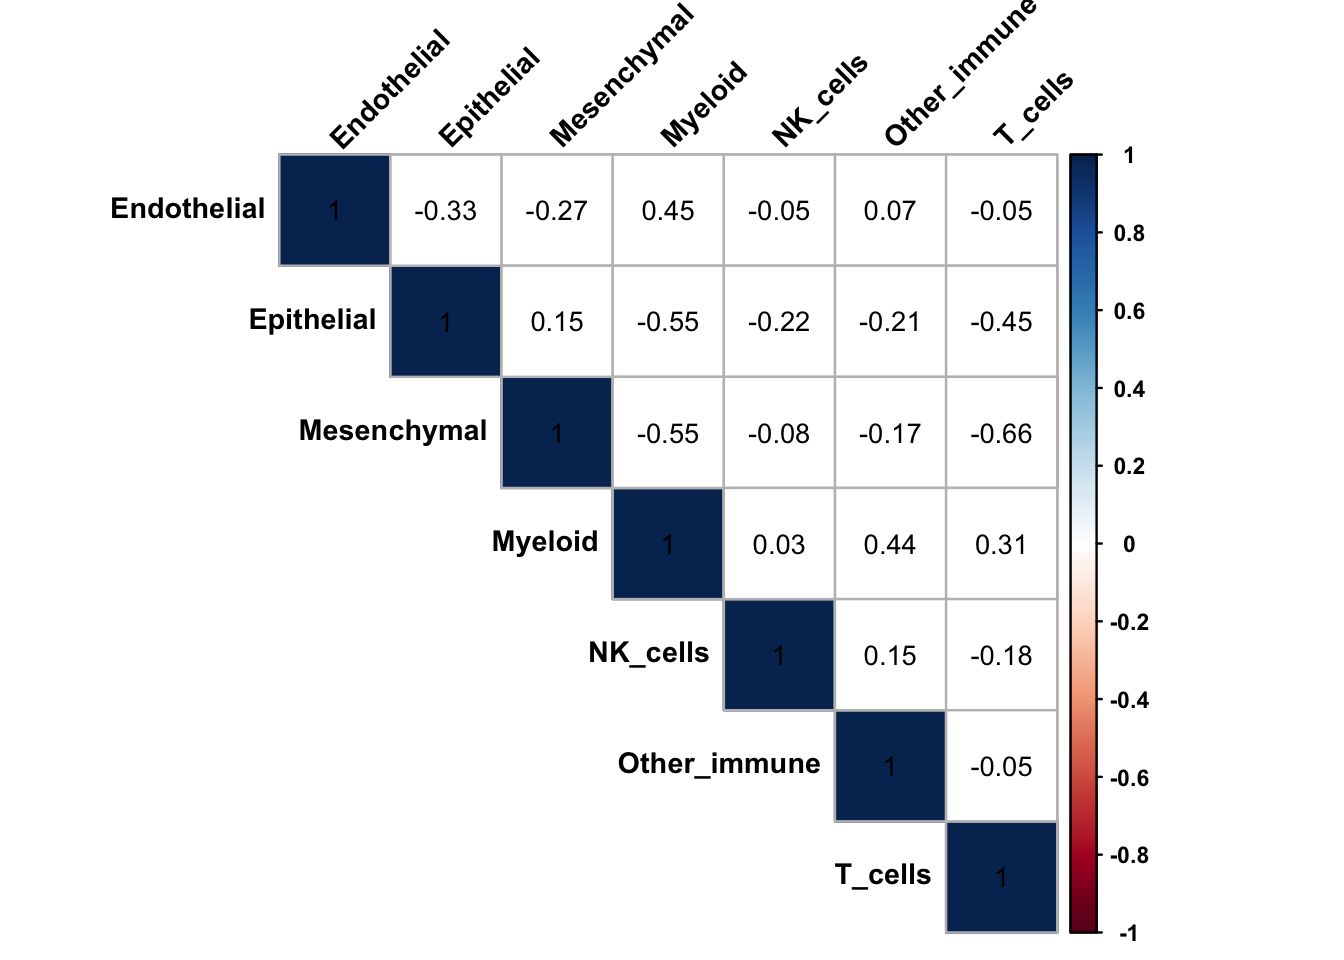 Endothelial Epithelial Mesenchymal Myeloid NK_cells Other_immune T_cells
Endothelial 1 -0.33 -0.27 0.45 -0.05 0.07 -0.05
Epithelial 1 0.15 -0.55 -0.22 -0.21 -0.45
Mesenchymal 1 -0.55 -0.08 -0.17 -0.66
Myeloid 1 0.03 0.44 0.31
NK_cells 1 0.15 -0.18
Other_immune 1 -0.05
T_cells 1
1
0.8
0.6
0.4
0.2
0
-0.2
-0.4
-0.6
-0.8
-1